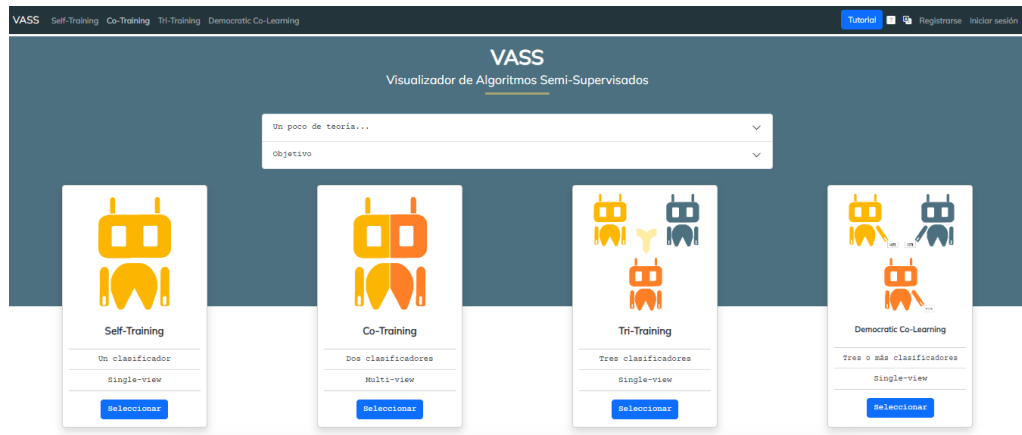 VASS Self-Training Co-Training Tri-Training Democratic Co-Learning Tutorial Registrarse Iniciar sesión
VASS
Visualizador de Algoritmos Semi-Supervisados
Un poco de teoría...
Objetivo
Self-Training
Un clasificador
Single-view
Seleccionar
Co-Training
Dos clasificadores
Multi-view
Seleccionar
Tri-Training
Tres clasificadores
Single-view
Seleccionar
Democratic Co-Learning
Tres o más clasificadores
Single-view
Seleccionar